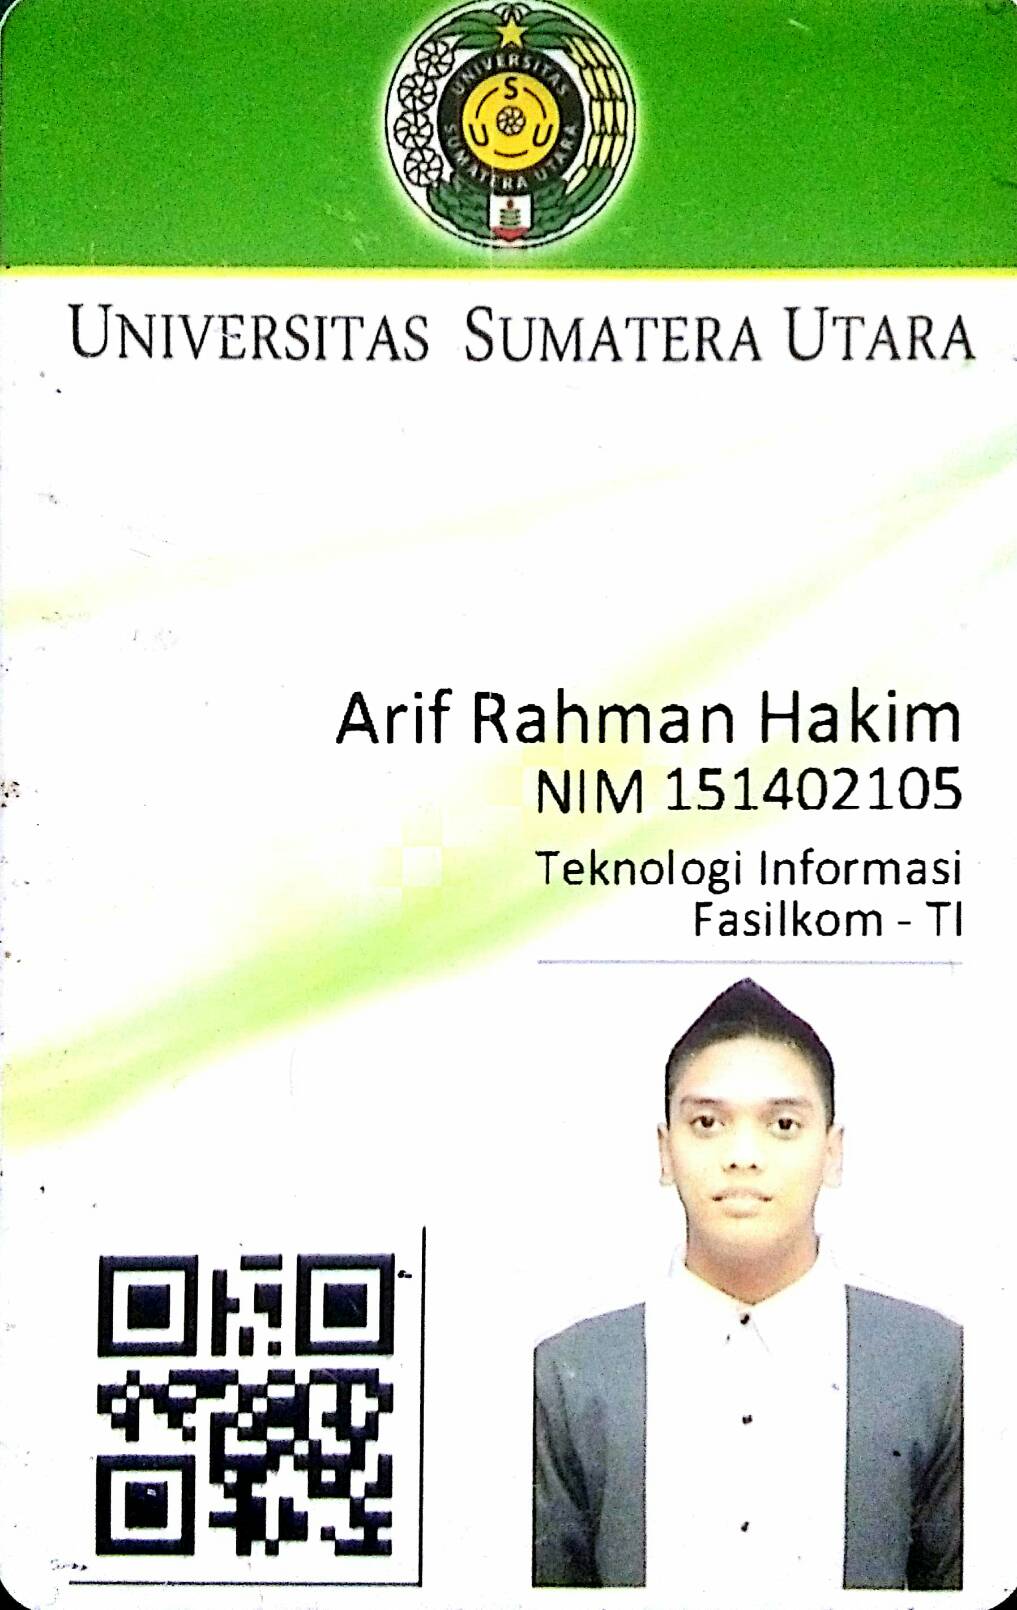 UNIVERSITAS
S
U U
SUMATERA UTARA
UNIVERSITAS SUMATERA UTARA
Arif Rahman Hakim
NIM 151402105
Teknologi Informasi
Fasilkom - TI